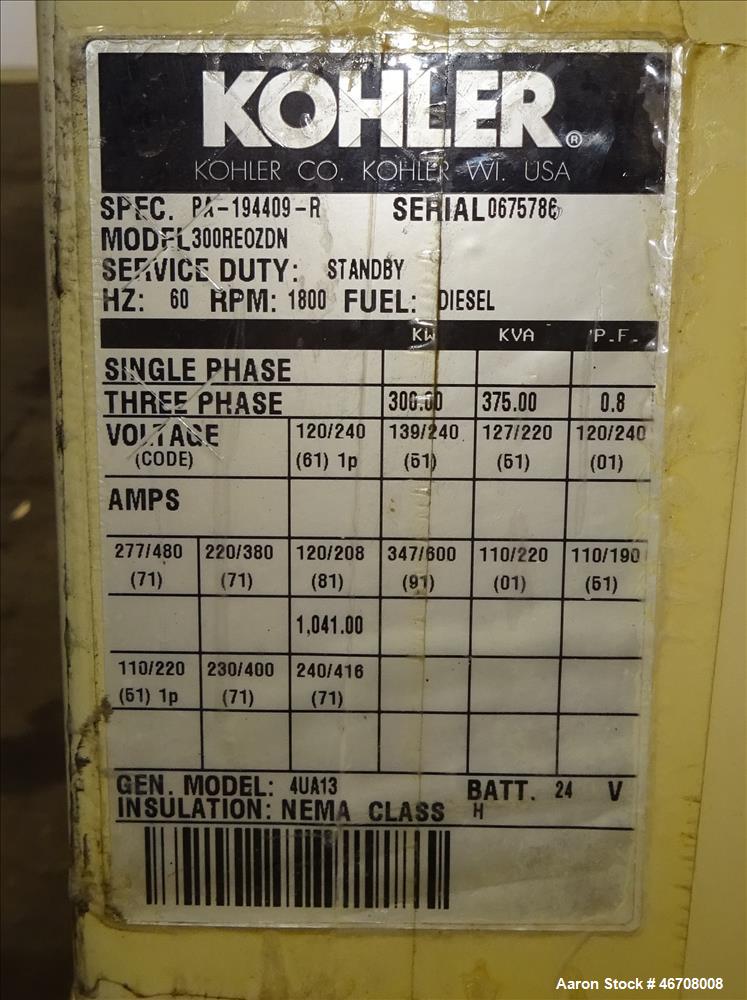 KOHLER®
KOHLER CO. KOHLER WI. USA
SPEC. PA-194409-R SERIAL 0675786
MODEL 300REOZDN
SERVICE DUTY: STANDBY
HZ: 60 RPM: 1800 FUEL: DIESEL
KW KVA P.F.
SINGLE PHASE
THREE PHASE 300.00 375.00 0.8
VOLTAGE 120/240 139/240 127/220 120/240
(CODE) (61) 1p (51) (61) (01)
AMPS
277/480 220/380 120/208 347/600 110/220 110/190
(71) (71) (81) (91) (01) (61)
1,041.00
110/220 230/400 240/416
(51) 1p (71) (71)
GEN. MODEL: 4UA13 BATT. 24 V
INSULATION: NEMA CLASS H
Aaron Stock # 46708008